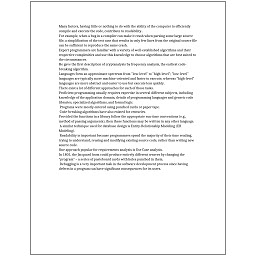 Many factors, having little or nothing to do with the ability of the computer to efficiently
compile and execute the code, contribute to readability.
For example, when a bug in a compiler can make it crash when parsing some large source
file, a simplification of the test case that results in only few lines from the original source file
can be sufficient to reproduce the same crash.
Expert programmers are familiar with a variety of well-established algorithms and their
respective complexities and use this knowledge to choose algorithms that are best suited to
the circumstances.
He gave the first description of cryptanalysis by frequency analysis, the earliest code-
breaking algorithm.
Languages form an approximate spectrum from "low-level" to "high-level"; "low-level"
languages are typically more machine-oriented and faster to execute, whereas "high-level"
languages are more abstract and easier to use but execute less quickly.
There exist a lot of different approaches for each of those tasks.
Proficient programming usually requires expertise in several different subjects, including
knowledge of the application domain, details of programming languages and generic code
libraries, specialized algorithms, and formal logic.
Programs were mostly entered using punched cards or paper tape.
Code-breaking algorithms have also existed for centuries.
Provided the functions in a library follow the appropriate run-time conventions (e.g.,
method of passing arguments), then these functions may be written in any other language.
A similar technique used for database design is Entity-Relationship Modeling (ER
Modeling).
Readability is important because programmers spend the majority of their time reading,
trying to understand, reusing and modifying existing source code, rather than writing new
source code.
One approach popular for requirements analysis is Use Case analysis.
In 1801, the Jacquard loom could produce entirely different weaves by changing the
"program" - a series of pasteboard cards with holes punched in them.
Debugging is a very important task in the software development process since having
defects in a program can have significant consequences for its users.